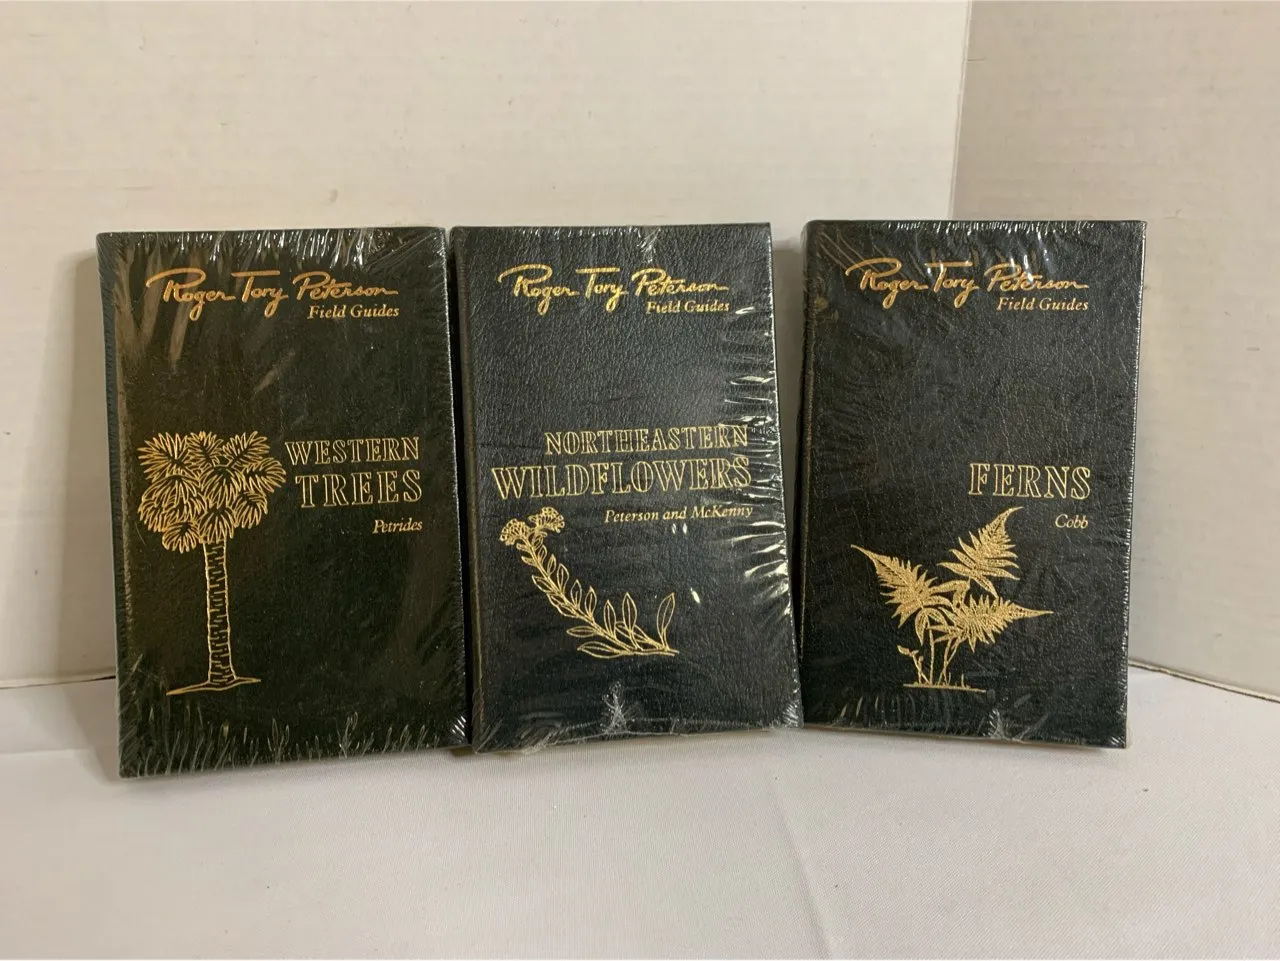 Roger Tory Peterson
Field Guides
WESTERN
TREES
Petrides
Roger Tory Peterson
Field Guides
NORTHEASTERN
WILDFLOWERS
Peterson and McKenny
Roger Tory Peterson
Field Guides
FERNS
Cobb